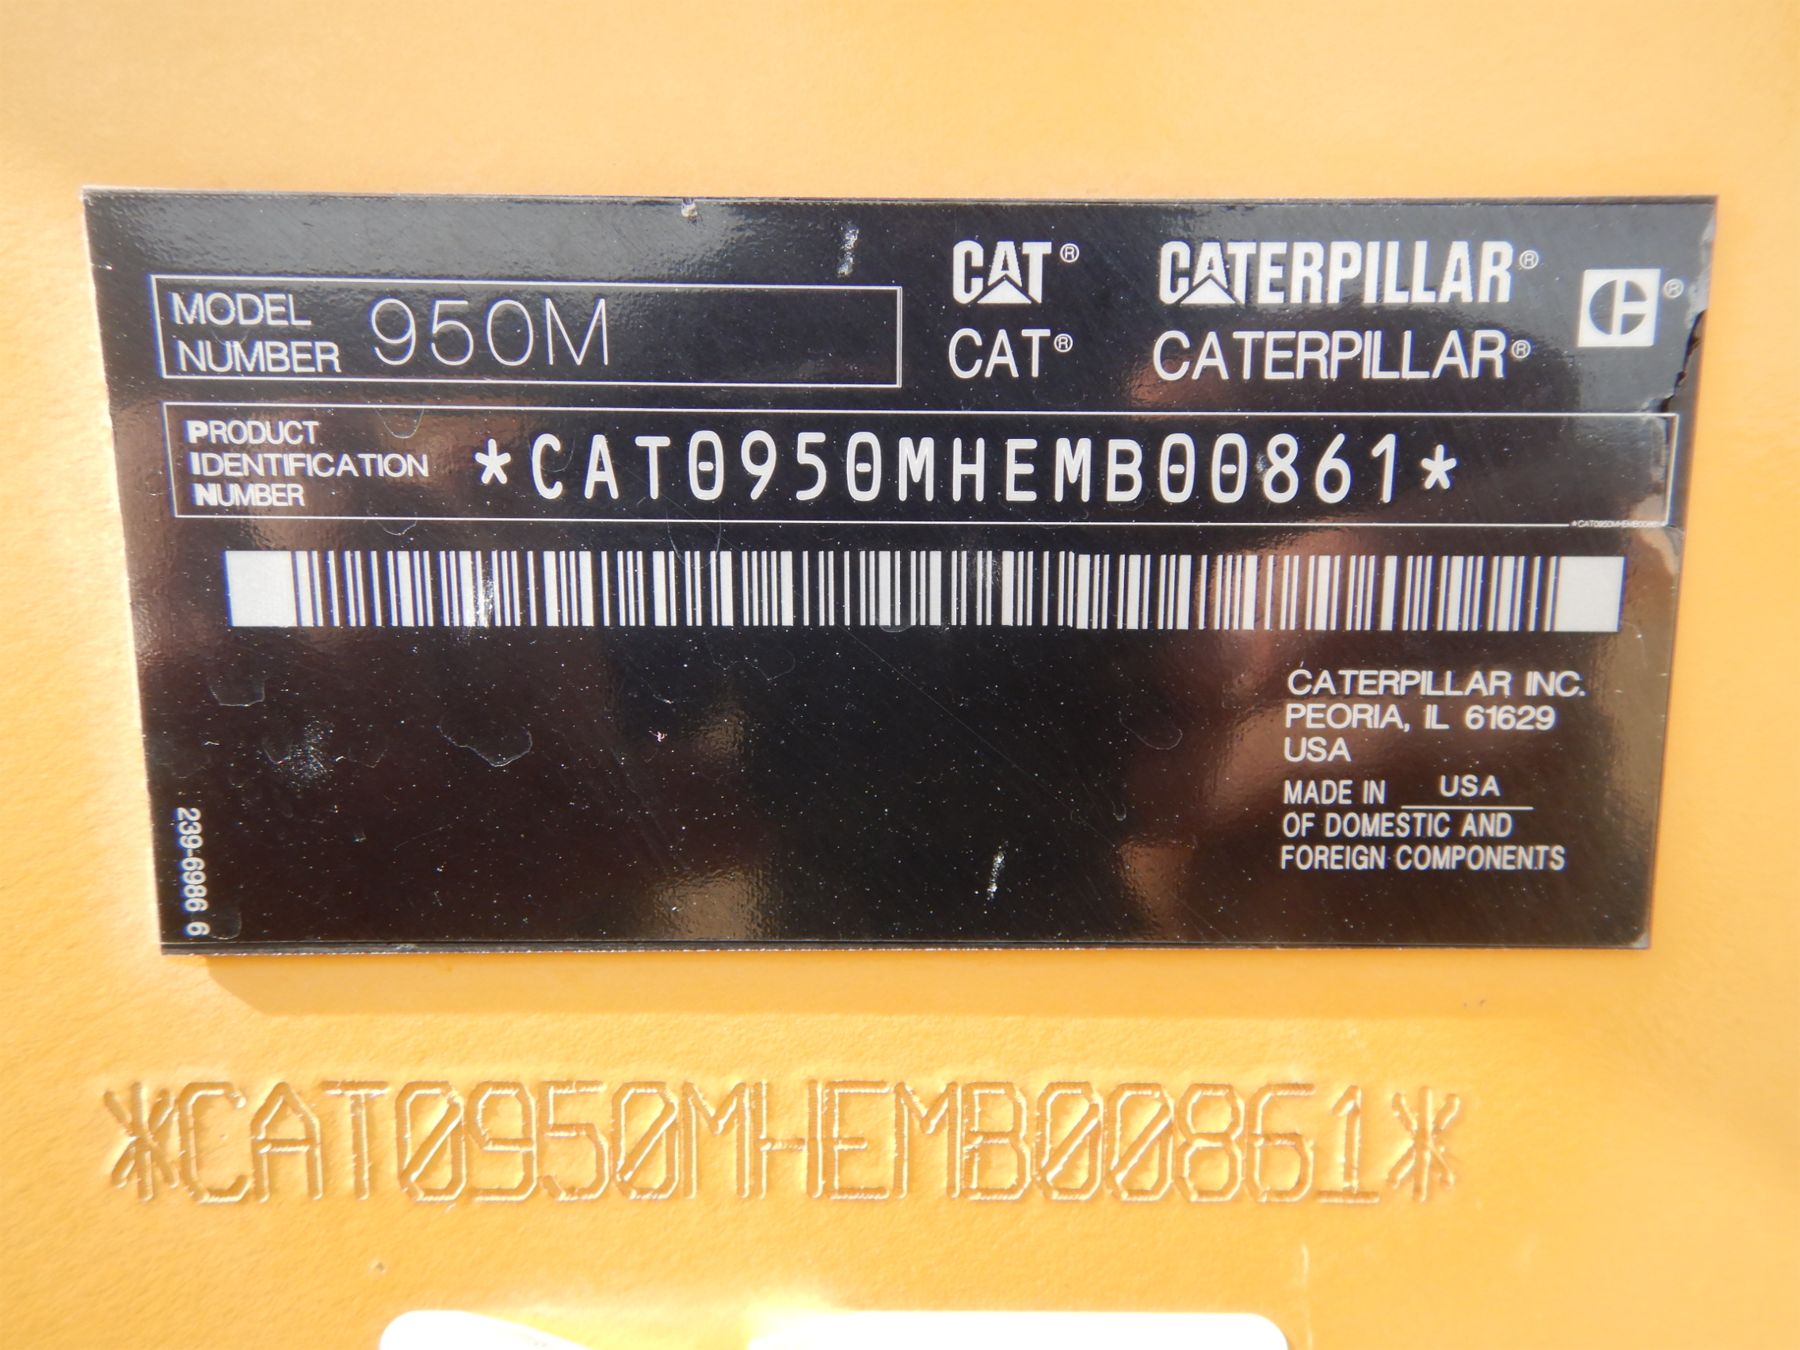 CAT® CATERPILLAR®
MODEL NUMBER 950M
CAT® CATERPILLAR®
PRODUCT IDENTIFICATION NUMBER *CAT0950MHEMB00861*
*CAT0950MHEMB00861*
CATERPILLAR INC.
PEORIA, IL 61629
USA
MADE IN USA
OF DOMESTIC AND
FOREIGN COMPONENTS
239-6986 6
*CAT0950MHEMB00861*